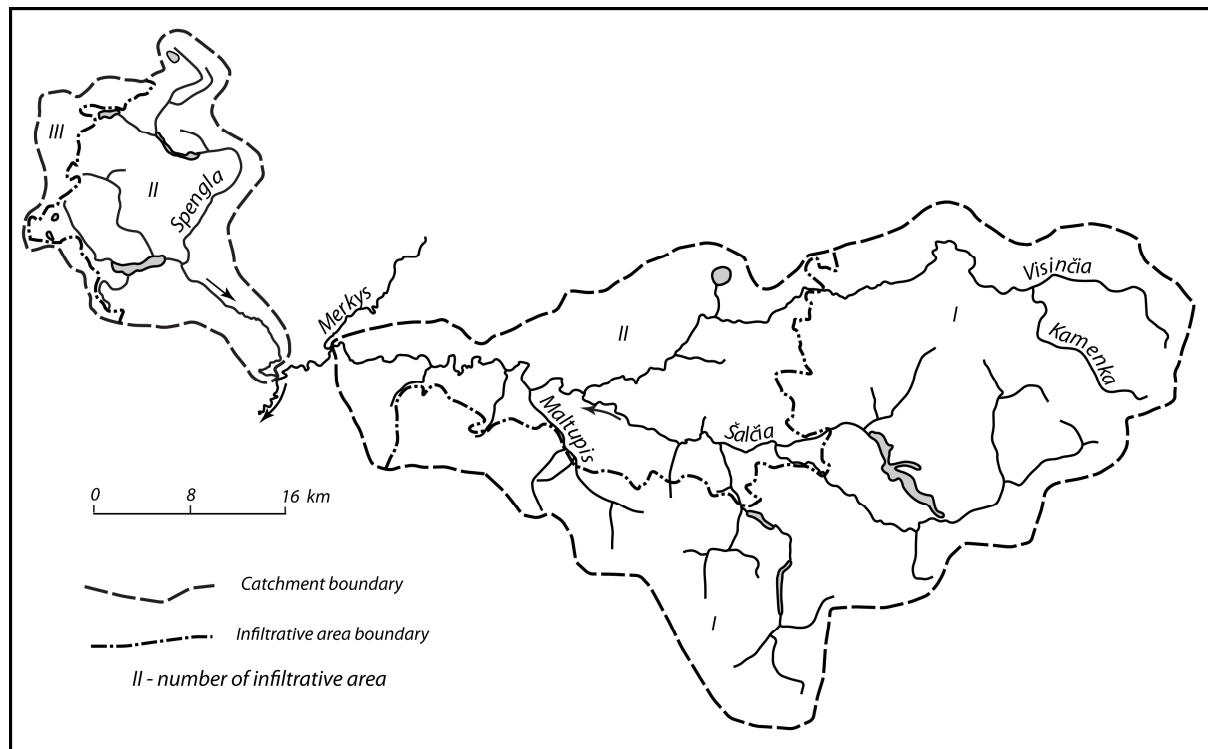 III
II
Spengla
Merkys
II
I
Visinčia
Kamenka
Maltupis
Šalčia
I
0 8 16 km
Catchment boundary
Infiltrative area boundary
II - number of infiltrative area